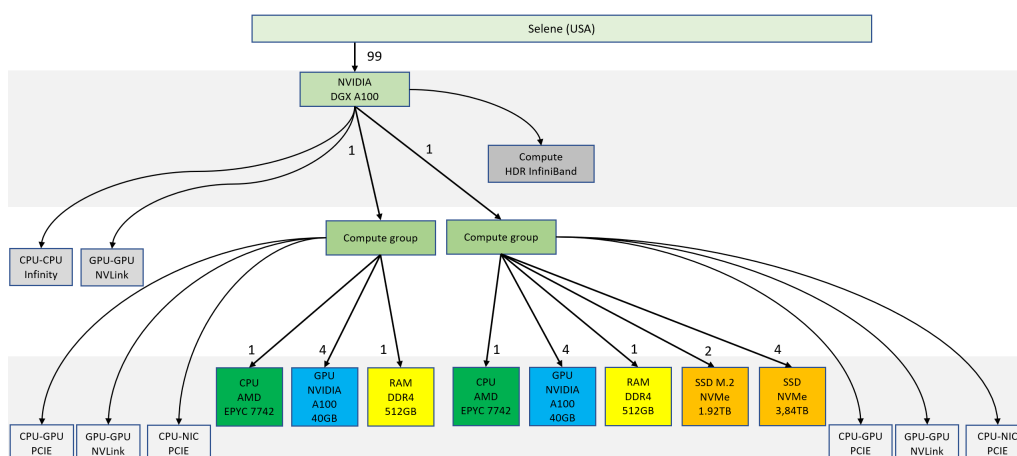 Selene (USA)
99
NVIDIA
DGX A100
1
1
Compute
HDR InfiniBand
CPU-CPU
Infinity
GPU-GPU
NVLink
Compute group
Compute group
1
4
1
1
4
1
2
4
CPU
AMD
EPYC 7742
GPU
NVIDIA
A100
40GB
RAM
DDR4
512GB
CPU
AMD
EPYC 7742
GPU
NVIDIA
A100
40GB
RAM
DDR4
512GB
SSD M.2
NVMe
1.92TB
SSD
NVMe
3,84TB
CPU-GPU
PCIE
GPU-GPU
NVLink
CPU-NIC
PCIE
CPU-GPU
PCIE
GPU-GPU
NVLink
CPU-NIC
PCIE